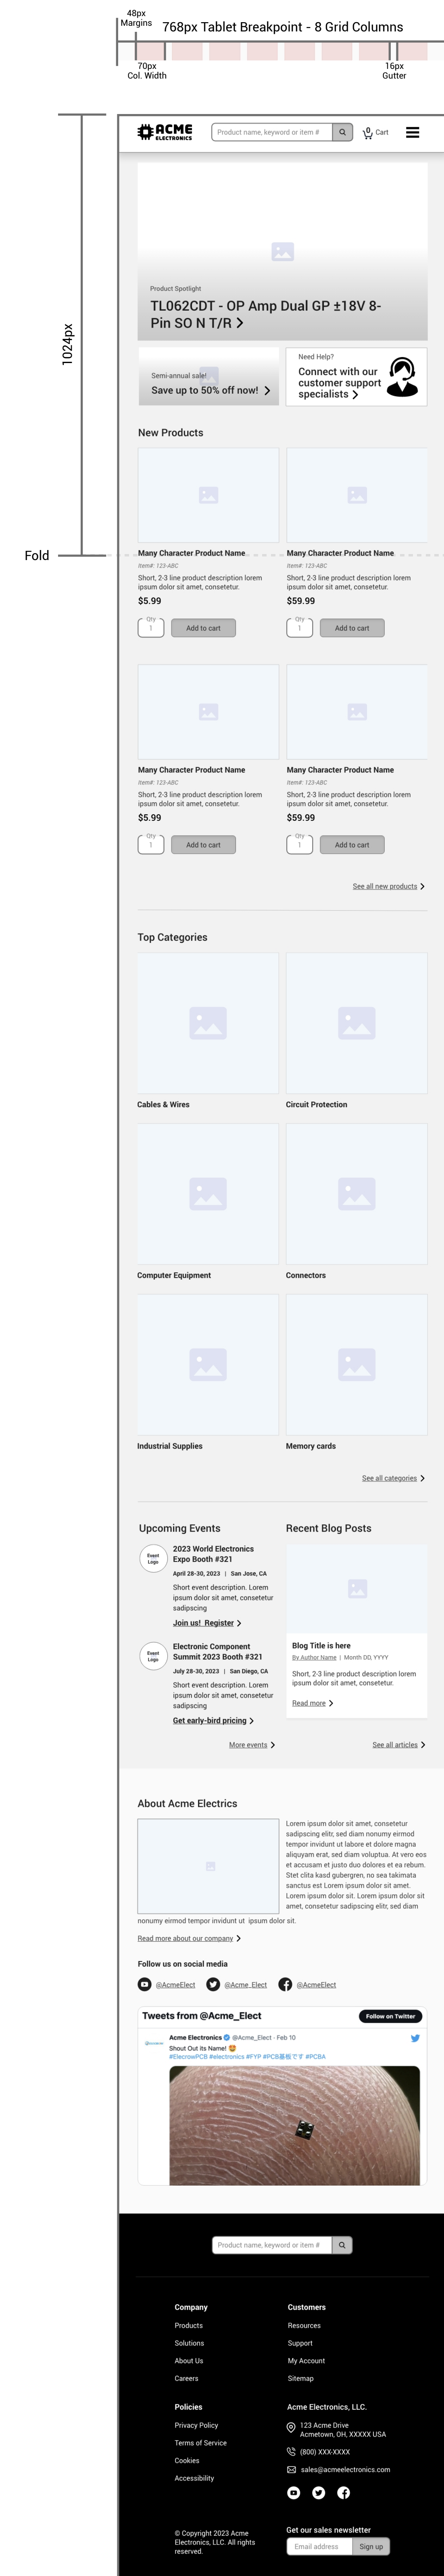 48px
Margins
768px Tablet Breakpoint - 8 Grid Columns
70px
Col. Width
16px
Gutter
1024px
Fold
ACME
ELECTRONICS
Product name, keyword or item #
0
Cart
Product Spotlight
TL062CDT - OP Amp Dual GP ±18V 8-
Pin SO N T/R
Semi-annual sale!
Save up to 50% off now!
Need Help?
Connect with our
customer support
specialists
New Products
Many Character Product Name
Item#: 123-ABC
Short, 2-3 line product description lorem
ipsum dolor sit amet, consetetur.
$5.99
Qty
1
Add to cart
Many Character Product Name
Item#: 123-ABC
Short, 2-3 line product description lorem
ipsum dolor sit amet, consetetur.
$59.99
Qty
1
Add to cart
Many Character Product Name
Item#: 123-ABC
Short, 2-3 line product description lorem
ipsum dolor sit amet, consetetur.
$5.99
Qty
1
Add to cart
Many Character Product Name
Item#: 123-ABC
Short, 2-3 line product description lorem
ipsum dolor sit amet, consetetur.
$59.99
Qty
1
Add to cart
See all new products
Top Categories
Cables & Wires
Circuit Protection
Computer Equipment
Connectors
Industrial Supplies
Memory cards
See all categories
Upcoming Events
Event
Logo
2023 World Electronics
Expo Booth #321
April 28-30, 2023 | San Jose, CA
Short event description. Lorem
ipsum dolor sit amet, consetetur
sadipscing
Join us! Register
Event
Logo
Electronic Component
Summit 2023 Booth #321
July 28-30, 2023 | San Diego, CA
Short event description. Lorem
ipsum dolor sit amet, consetetur
sadipscing
Get early-bird pricing
More events
Recent Blog Posts
Blog Title is here
By Author Name | Month DD, YYYY
Short, 2-3 line product description lorem
ipsum dolor sit amet, consetetur.
Read more
See all articles
About Acme Electrics
Lorem ipsum dolor sit amet, consetetur
sadipscing elitr, sed diam nonumy eirmod
tempor invidunt ut labore et dolore magna
aliquyam erat, sed diam voluptua. At vero eos
et accusam et justo duo dolores et ea rebum.
Stet clita kasd gubergren, no sea takimata
sanctus est Lorem ipsum dolor sit amet.
Lorem ipsum dolor sit. Lorem ipsum dolor sit
amet, consetetur sadipscing elitr, sed diam
nonumy eirmod tempor invidunt ut ipsum dolor sit.
Read more about our company
Follow us on social media
@AcmeElect
@Acme_Elect
@AcmeElect
Tweets from @Acme_Elect
Follow on Twitter
Acme Electronics @Acme_Elect · Feb 10
Shout Out its Name! 🤩
#ElecrowPCB #electronics #FYP #PCB基板です #PCBA
Product name, keyword or item #
Company
Products
Solutions
About Us
Careers
Customers
Resources
Support
My Account
Sitemap
Policies
Privacy Policy
Terms of Service
Cookies
Accessibility
Acme Electronics, LLC.
123 Acme Drive
Acmetown, OH, XXXXX USA
(800) XXX-XXXX
sales@acmeelectronics.com
© Copyright 2023 Acme
Electronics, LLC. All rights
reserved.
Get our sales newsletter
Email address
Sign up